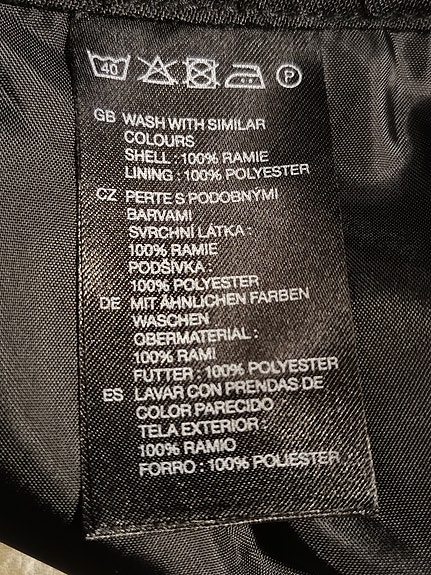 40 P
GB WASH WITH SIMILAR
COLOURS
SHELL : 100% RAMIE
LINING : 100% POLYESTER
CZ PERTE S PODOBNÝMI
BARVAMI
SVRCHNÍ LÁTKA :
100% RAMIE
PODŠÍVKA :
100% POLYESTER
DE MIT ÄHNLICHEN FARBEN
WASCHEN
OBERMATERIAL :
100% RAMI
FUTTER : 100% POLYESTER
ES LAVAR CON PRENDAS DE
COLOR PARECIDO
TELA EXTERIOR :
100% RAMIO
FORRO : 100% POLIÉSTER